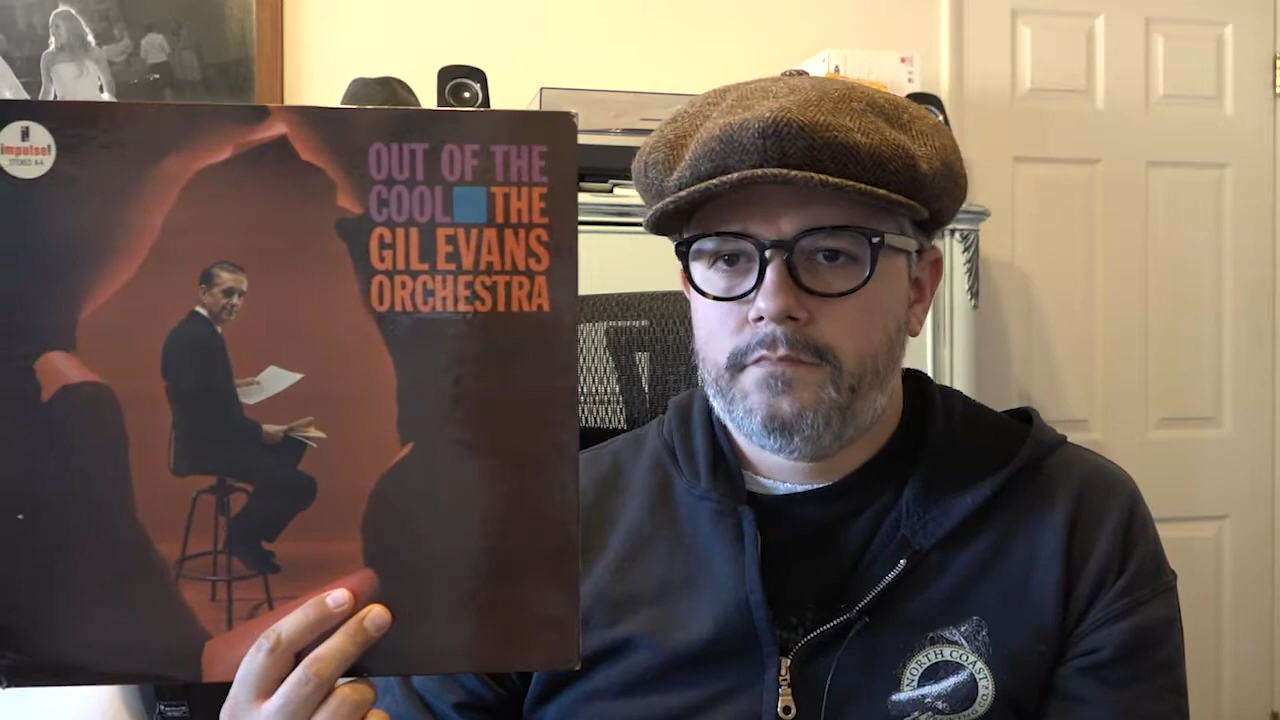 impulse!
STEREO A-4
OUT OF THE
COOL THE
GIL EVANS
ORCHESTRA
NORTH COAST